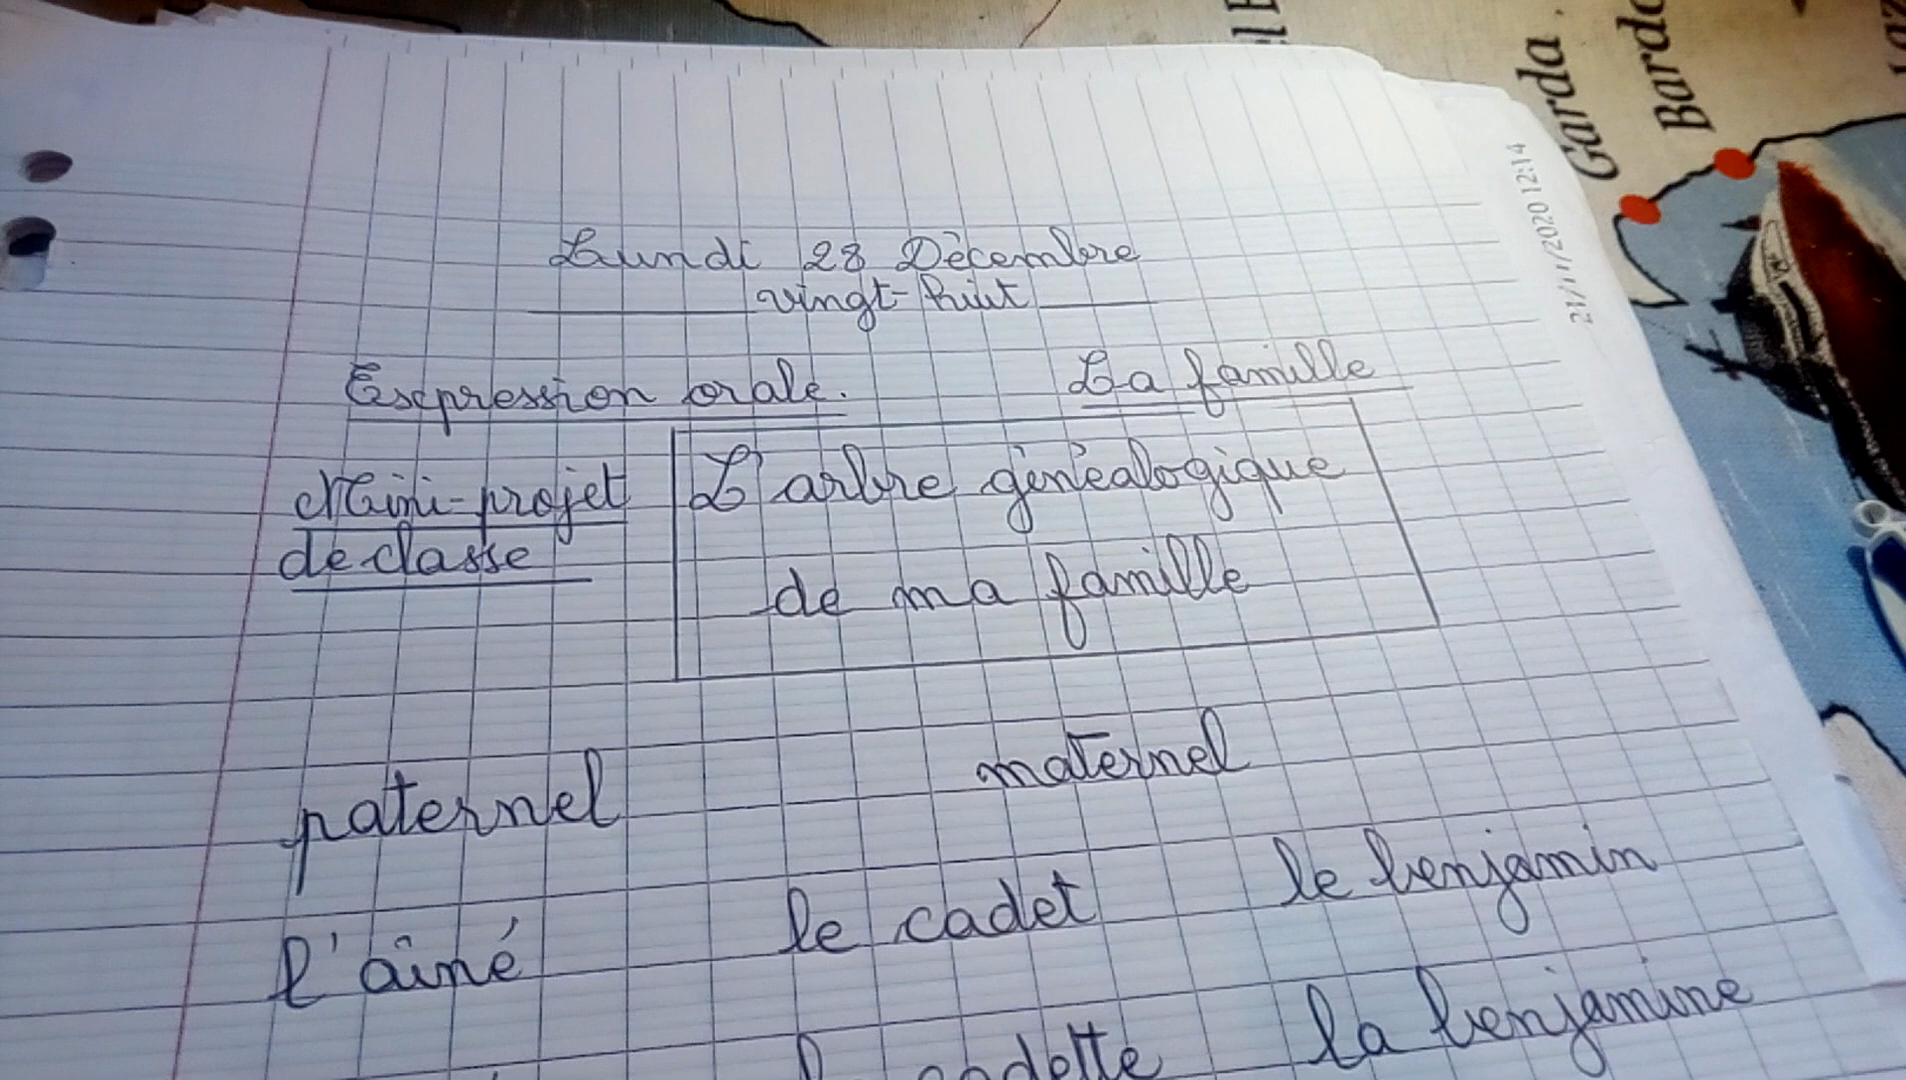 Lundi 28 Décembre
vingt-huit
Expression orale. La famille
Mini-projet
de classe
L'arbre généalogique
de ma famille
paternel maternel
l'aîné le cadet le benjamin
cadette la benjamine
21/11/2020 12:14
Garda